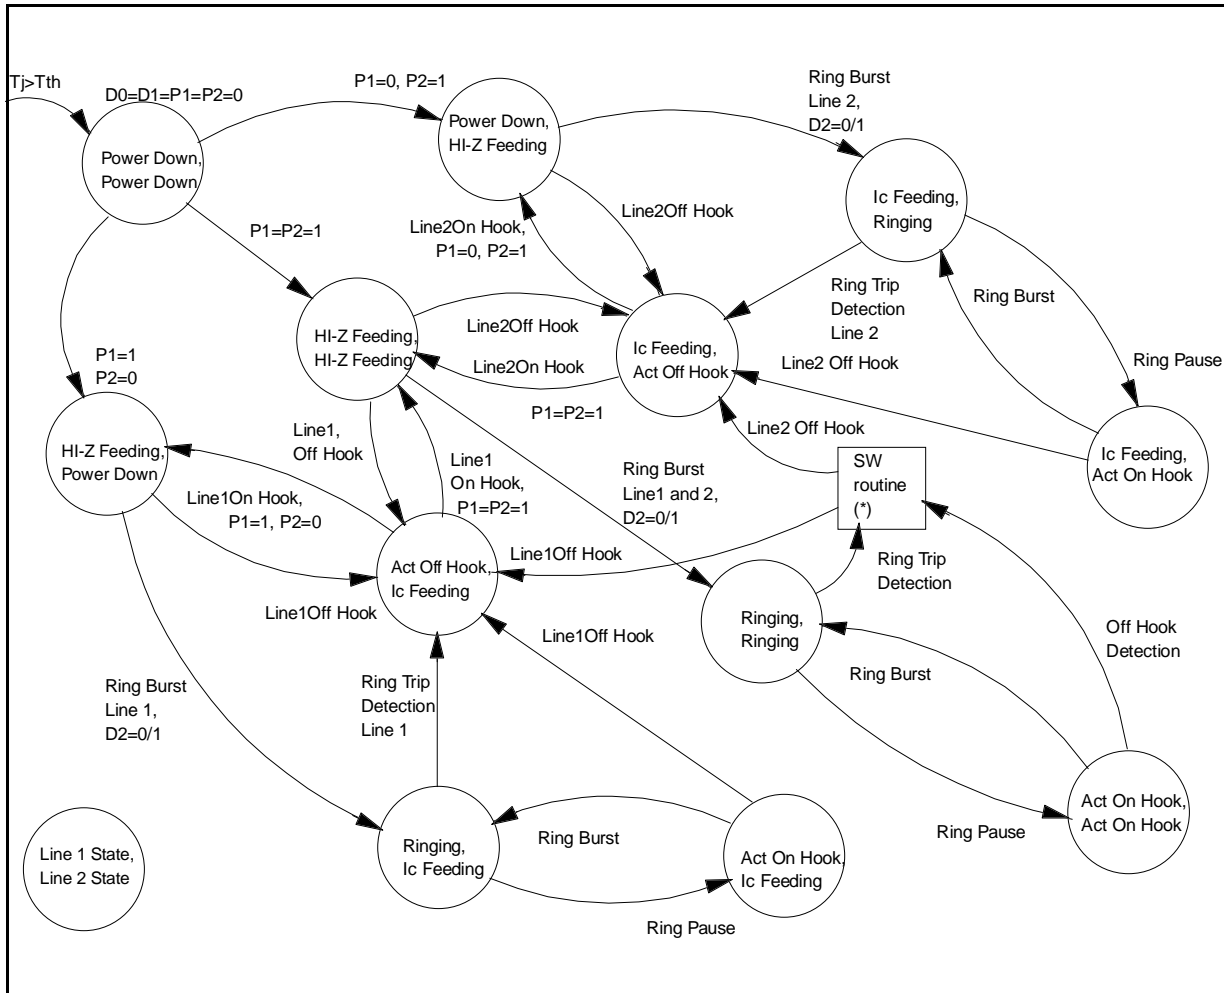 Tj>Tth
D0=D1=P1=P2=0
P1=0, P2=1
Ring Burst
Line 2,
D2=0/1
Power Down,
Power Down
Power Down,
HI-Z Feeding
Ic Feeding,
Ringing
Line2Off Hook
Line2On Hook,
P1=0, P2=1
P1=P2=1
Ring Trip
Detection
Line 2
Ring Burst
Ring Pause
HI-Z Feeding,
HI-Z Feeding
Line2Off Hook
Line2On Hook
P1=P2=1
Ic Feeding,
Act Off Hook
Line2 Off Hook
Line2 Off Hook
Ic Feeding,
Act On Hook
P1=1
P2=0
HI-Z Feeding,
Power Down
Line1,
Off Hook
Line1
On Hook,
P1=P2=1
Ring Burst
Line1 and 2,
D2=0/1
SW
routine
(*)
Line1On Hook,
P1=1, P2=0
Line1Off Hook
Act Off Hook,
Ic Feeding
Line1Off Hook
Ring Trip
Detection
Line1Off Hook
Ringing,
Ringing
Off Hook
Detection
Ring Burst
Ring Burst
Line 1,
D2=0/1
Ring Trip
Detection
Line 1
Ring Pause
Act On Hook,
Act On Hook
Ringing,
Ic Feeding
Ring Burst
Act On Hook,
Ic Feeding
Ring Pause
Line 1 State,
Line 2 State